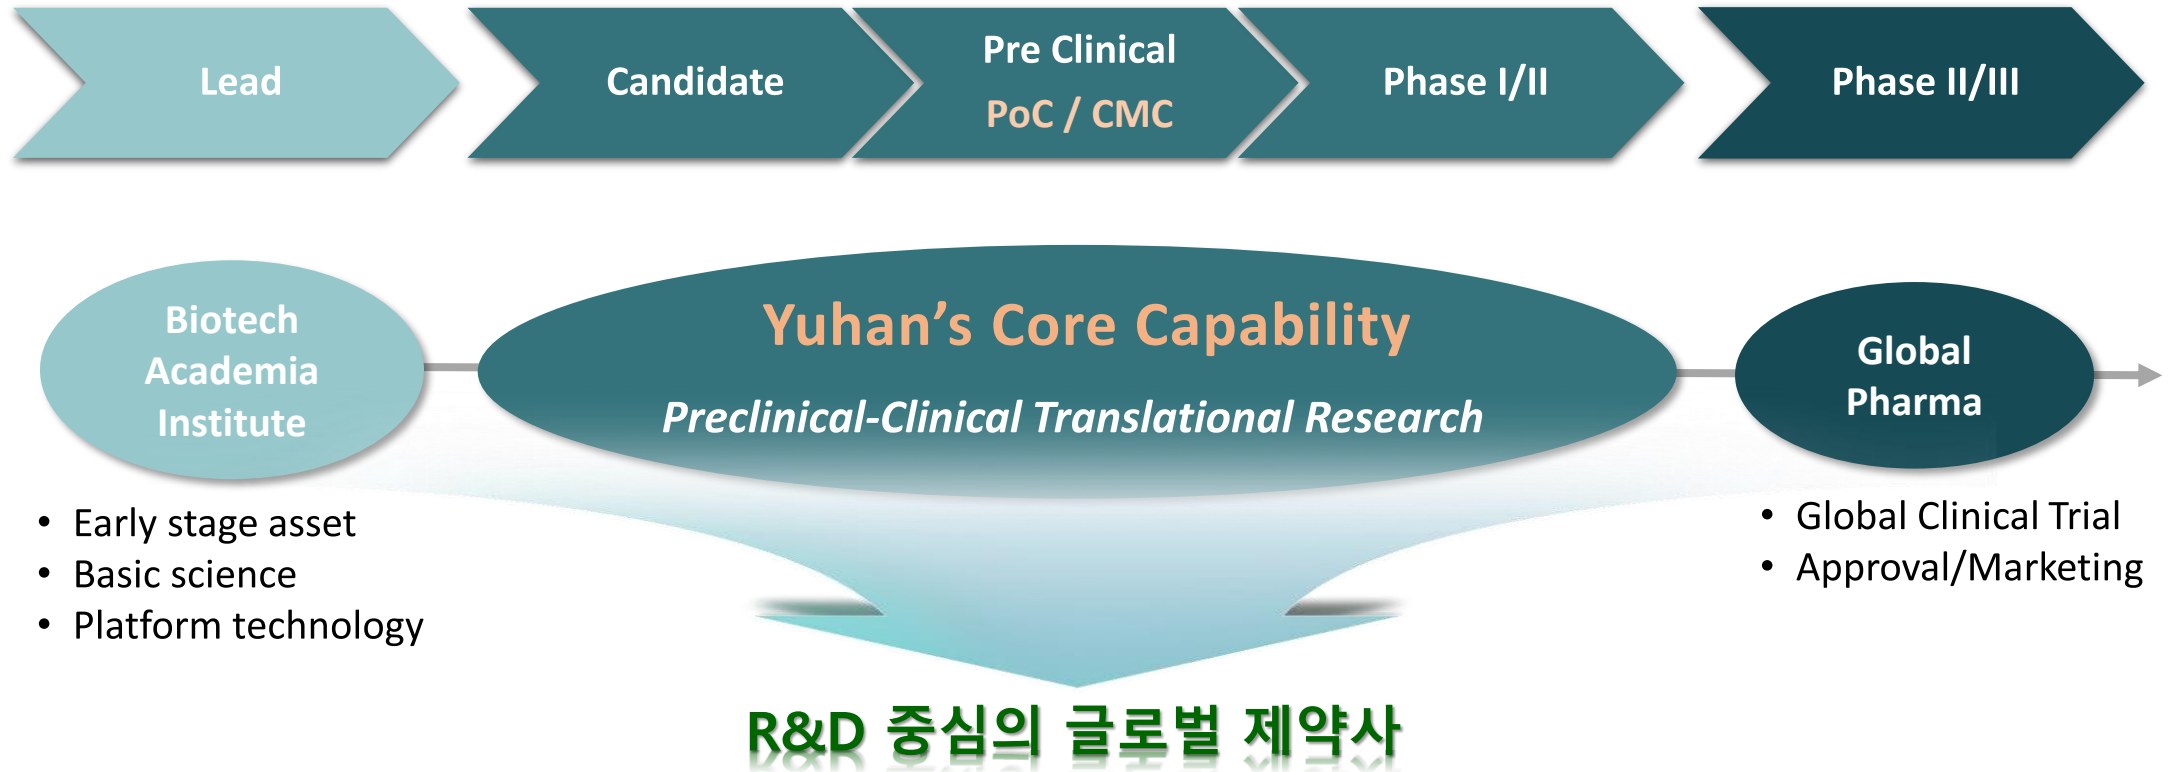 Lead
Candidate
Pre Clinical
PoC / CMC
Phase I/II
Phase II/III
Biotech
Academia
Institute
Yuhan’s Core Capability
Preclinical-Clinical Translational Research
Global
Pharma
• Early stage asset
• Basic science
• Platform technology
• Global Clinical Trial
• Approval/Marketing
R&D 중심의 글로벌 제약사